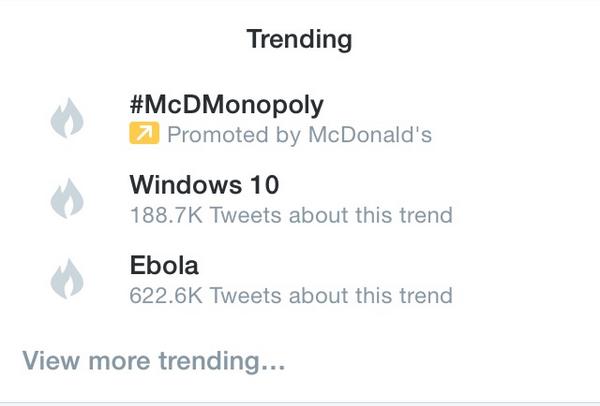 Trending
#McDMonopoly
Promoted by McDonald's
Windows 10
188.7K Tweets about this trend
Ebola
622.6K Tweets about this trend
View more trending...